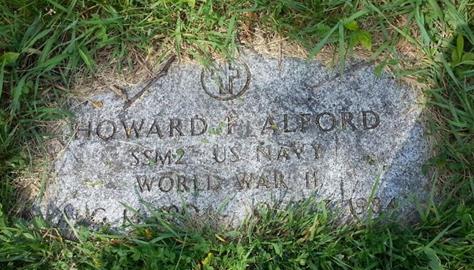 HOWARD F ALFORD
SSM2 US NAVY
WORLD WAR II